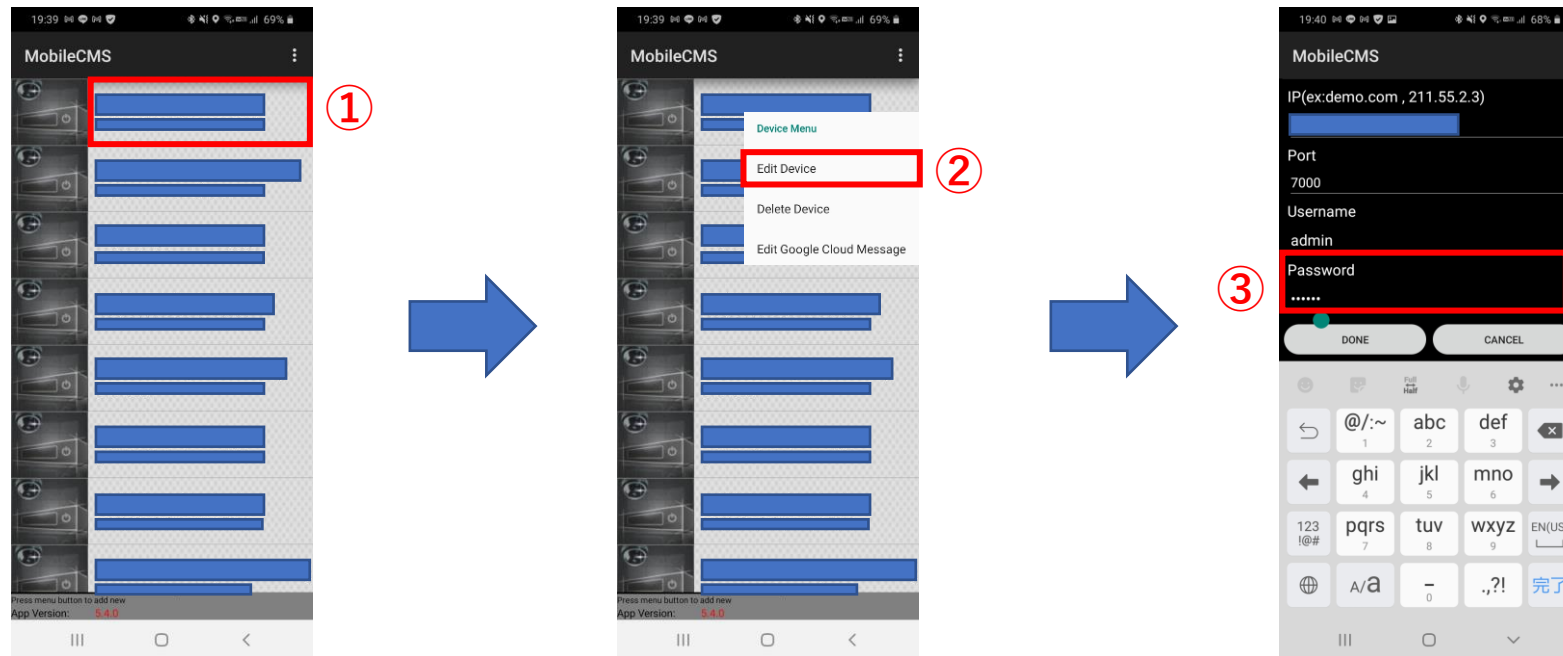 19:39 69%
MobileCMS
①
Press menu button to add new
App Version: 5.4.0
19:39 69%
MobileCMS
Device Menu
Edit Device
②
Delete Device
Edit Google Cloud Message
Press menu button to add new
App Version: 5.4.0
19:40 68%
MobileCMS
IP(ex:demo.com , 211.55.2.3)
Port
7000
Username
admin
③
Password
••••••
DONE CANCEL
Full
Half
@/:~ abc def
1 2 3
ghi jkl mno
4 5 6
123 pqrs tuv wxyz EN(US
!@# 7 8 9
A/a – .,?! 完了
0